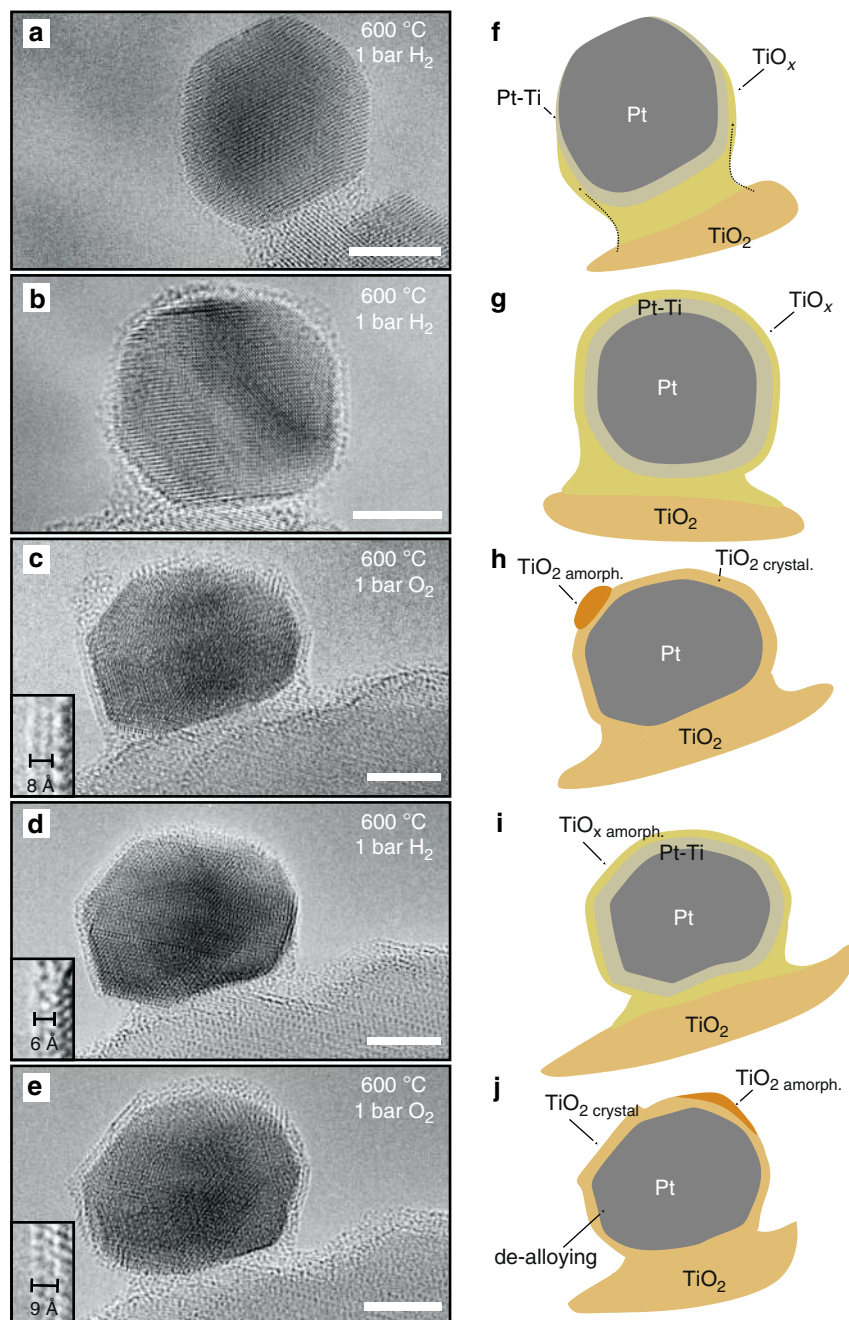 a
600 °C
1 bar H₂
f
TiOₓ
Pt-Ti
Pt
TiO₂
b
600 °C
1 bar H₂
g
Pt-Ti
TiOₓ
Pt
TiO₂
c
600 °C
1 bar O₂
8 Å
h
TiO₂ crystal.
TiO₂ amorph.
Pt
TiO₂
d
600 °C
1 bar H₂
6 Å
i
TiOₓ amorph.
Pt-Ti
Pt
TiO₂
e
600 °C
1 bar O₂
9 Å
j
TiO₂ amorph.
TiO₂ crystal
Pt
de-alloying
TiO₂